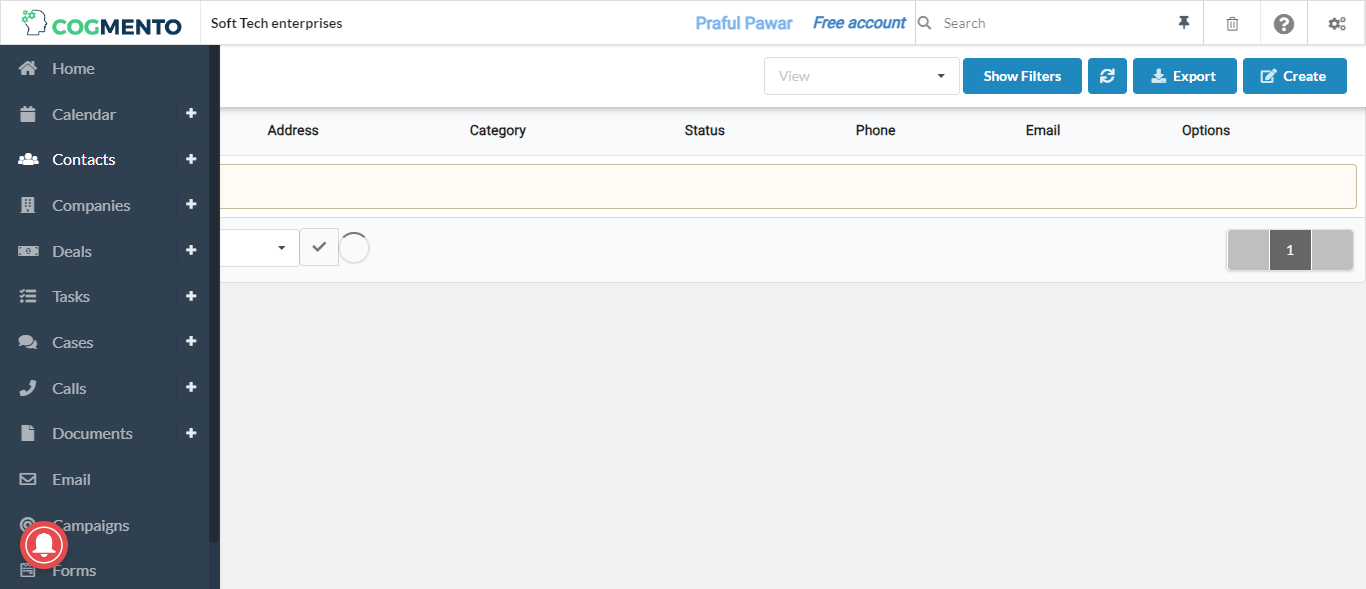 COGMENTO
Soft Tech enterprises
Praful Pawar
Free account
Search
Home
Calendar
Contacts
Companies
Deals
Tasks
Cases
Calls
Documents
Email
Campaigns
Forms
View
Show Filters
Export
Create
Address
Category
Status
Phone
Email
Options
1